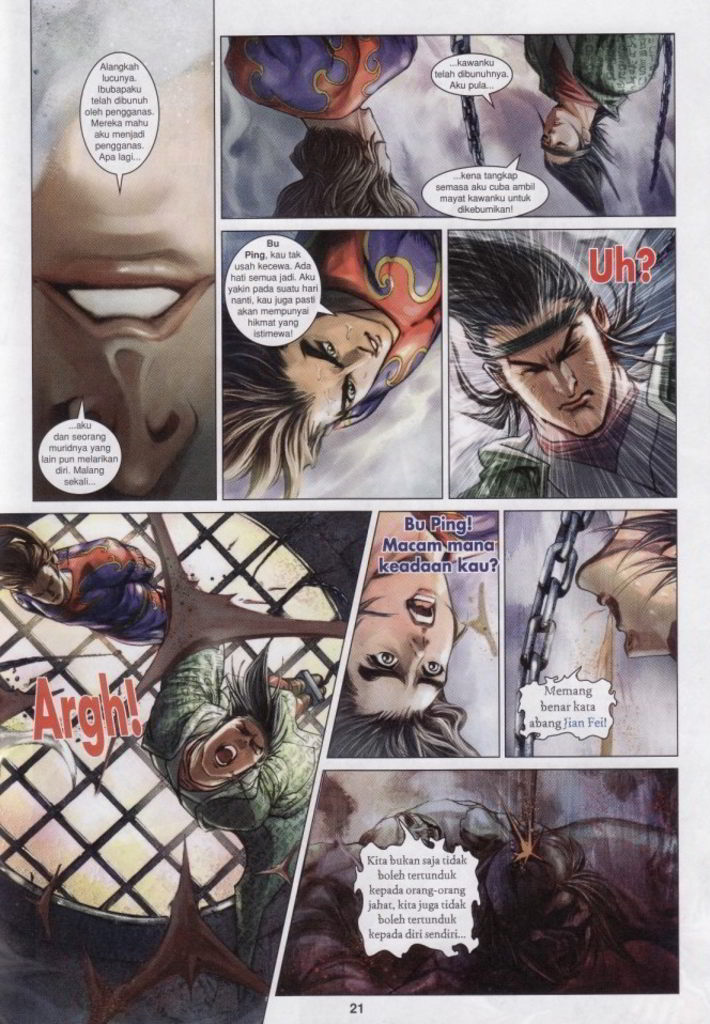 Alangkah
lucunya.
Ibubapaku
telah dibunuh
oleh pengganas.
Mereka mahu
aku menjadi
pengganas.
Apa lagi...
...aku
dan seorang
muridnya yang
lain pun melarikan
diri. Malang
sekali...
...kawanku
telah dibunuhnya.
Aku pula...
...kena tangkap
semasa aku cuba ambil
mayat kawanku untuk
dikebumikan!
Bu
Ping, kau tak
usah kecewa. Ada
hati semua jadi. Aku
yakin pada suatu hari
nanti, kau juga pasti
akan mempunyai
hikmat yang
istimewa!
Uh?
Argh!
Bu Ping!
Macam mana
keadaan kau?
Memang
benar kata
abang Jian Fei!
Kita bukan saja tidak
boleh tertunduk
kepada orang-orang
jahat, kita juga tidak
boleh tertunduk
kepada diri sendiri...
21